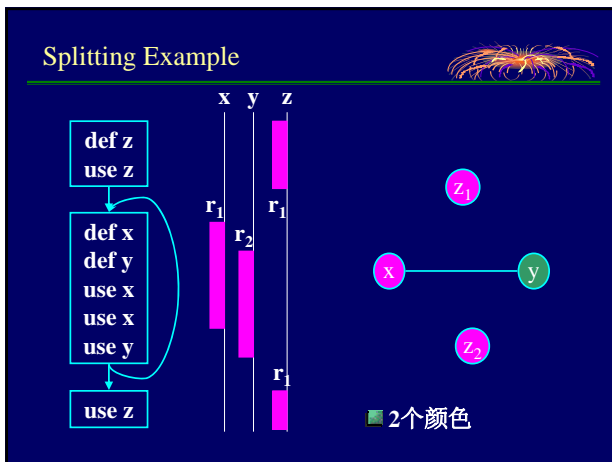 Splitting Example
x y z
def z
use z
r1 r2 r1
def x
def y
use x
use x
use y
r1
use z
z1
x y
z2
2个颜色